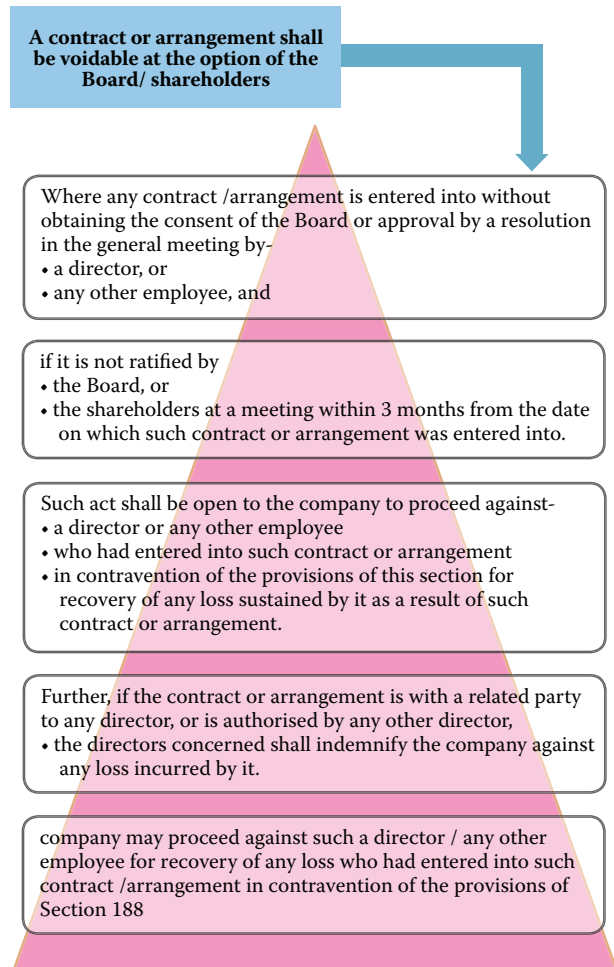 A contract or arrangement shall
be voidable at the option of the
Board/ shareholders
Where any contract /arrangement is entered into without
obtaining the consent of the Board or approval by a resolution
in the general meeting by-
• a director, or
• any other employee, and
if it is not ratified by
• the Board, or
• the shareholders at a meeting within 3 months from the date
on which such contract or arrangement was entered into.
Such act shall be open to the company to proceed against-
• a director or any other employee
• who had entered into such contract or arrangement
• in contravention of the provisions of this section for
recovery of any loss sustained by it as a result of such
contract or arrangement.
Further, if the contract or arrangement is with a related party
to any director, or is authorised by any other director,
• the directors concerned shall indemnify the company against
any loss incurred by it.
company may proceed against such a director / any other
employee for recovery of any loss who had entered into such
contract /arrangement in contravention of the provisions of
Section 188